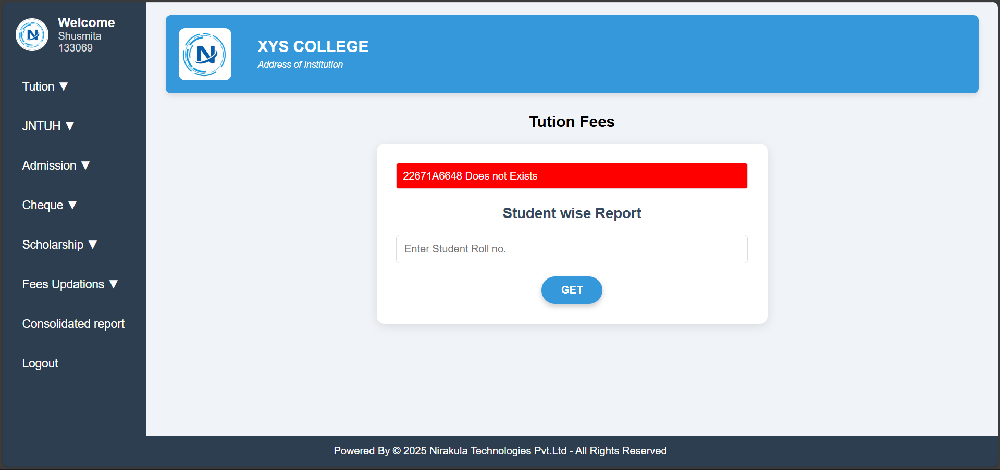 Welcome
Shusmita
133069
Tution ▼
JNTUH ▼
Admission ▼
Cheque ▼
Scholarship ▼
Fees Updations ▼
Consolidated report
Logout
N
XYS COLLEGE
Address of Institution
Tution Fees
22671A6648 Does not Exists
Student wise Report
Enter Student Roll no.
GET
Powered By © 2025 Nirakula Technologies Pvt.Ltd - All Rights Reserved